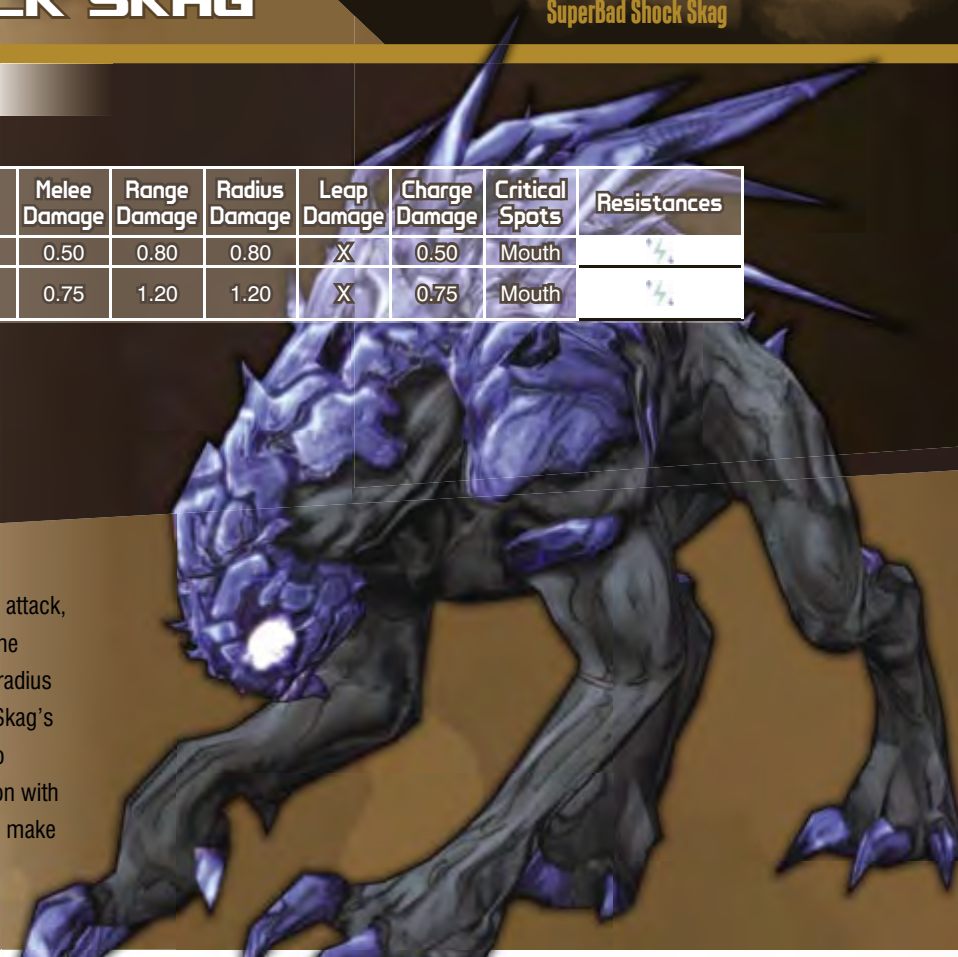 CK SKAG
SuperBad Shock Skag
Melee Damage Range Damage Radius Damage Leap Damage Charge Damage Critical Spots Resistances
0.50 0.80 0.80 X 0.50 Mouth
0.75 1.20 1.20 X 0.75 Mouth
attack,
radius
Skag's
on with
make